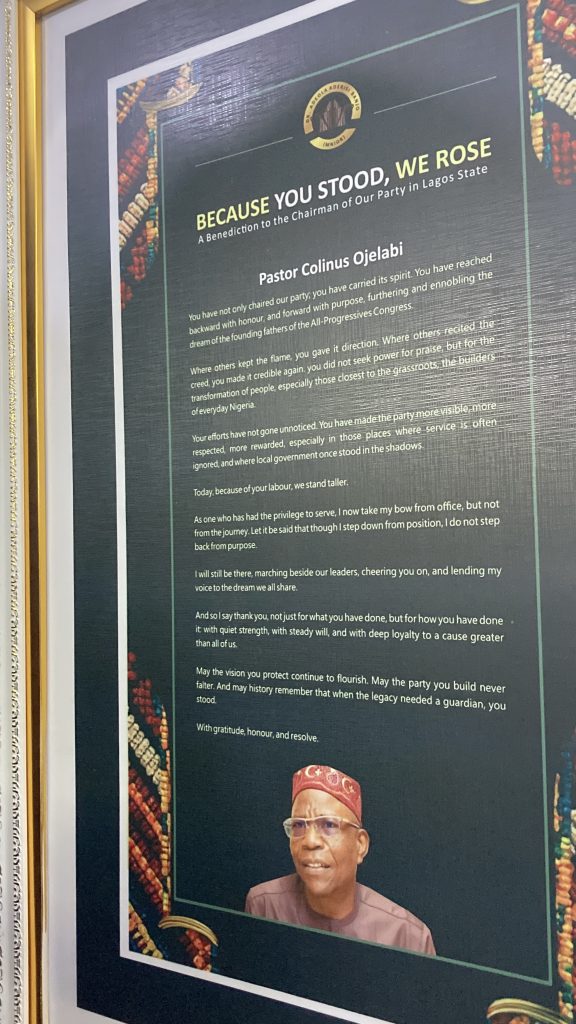 DR. ADEKOLA ADERIBI BANJO
(MNIOB)
BECAUSE YOU STOOD, WE ROSE
A Benediction to the Chairman of Our Party in Lagos State
Pastor Colinus Ojelabi
You have not only chaired our party; you have carried its spirit. You have reached
backward with honour, and forward with purpose, furthering and ennobling the
dream of the founding fathers of the All-Progressives Congress.
Where others kept the flame, you gave it direction. Where others recited the
creed, you made it credible again. you did not seek power for praise, but for the
transformation of people, especially those closest to the grassroots, the builders
of everyday Nigeria.
Your efforts have not gone unnoticed. You have made the party more visible, more
respected, more rewarded, especially in those places where service is often
ignored, and where local government once stood in the shadows.
Today, because of your labour, we stand taller.
As one who has had the privilege to serve, I now take my bow from office, but not
from the journey. Let it be said that though I step down from position, I do not step
back from purpose.
I will still be there, marching beside our leaders, cheering you on, and lending my
voice to the dream we all share.
And so I say thank you, not just for what you have done, but for how you have done
it: with quiet strength, with steady will, and with deep loyalty to a cause greater
than all of us.
May the vision you protect continue to flourish. May the party you build never
falter. And may history remember that when the legacy needed a guardian, you
stood.
With gratitude, honour, and resolve.